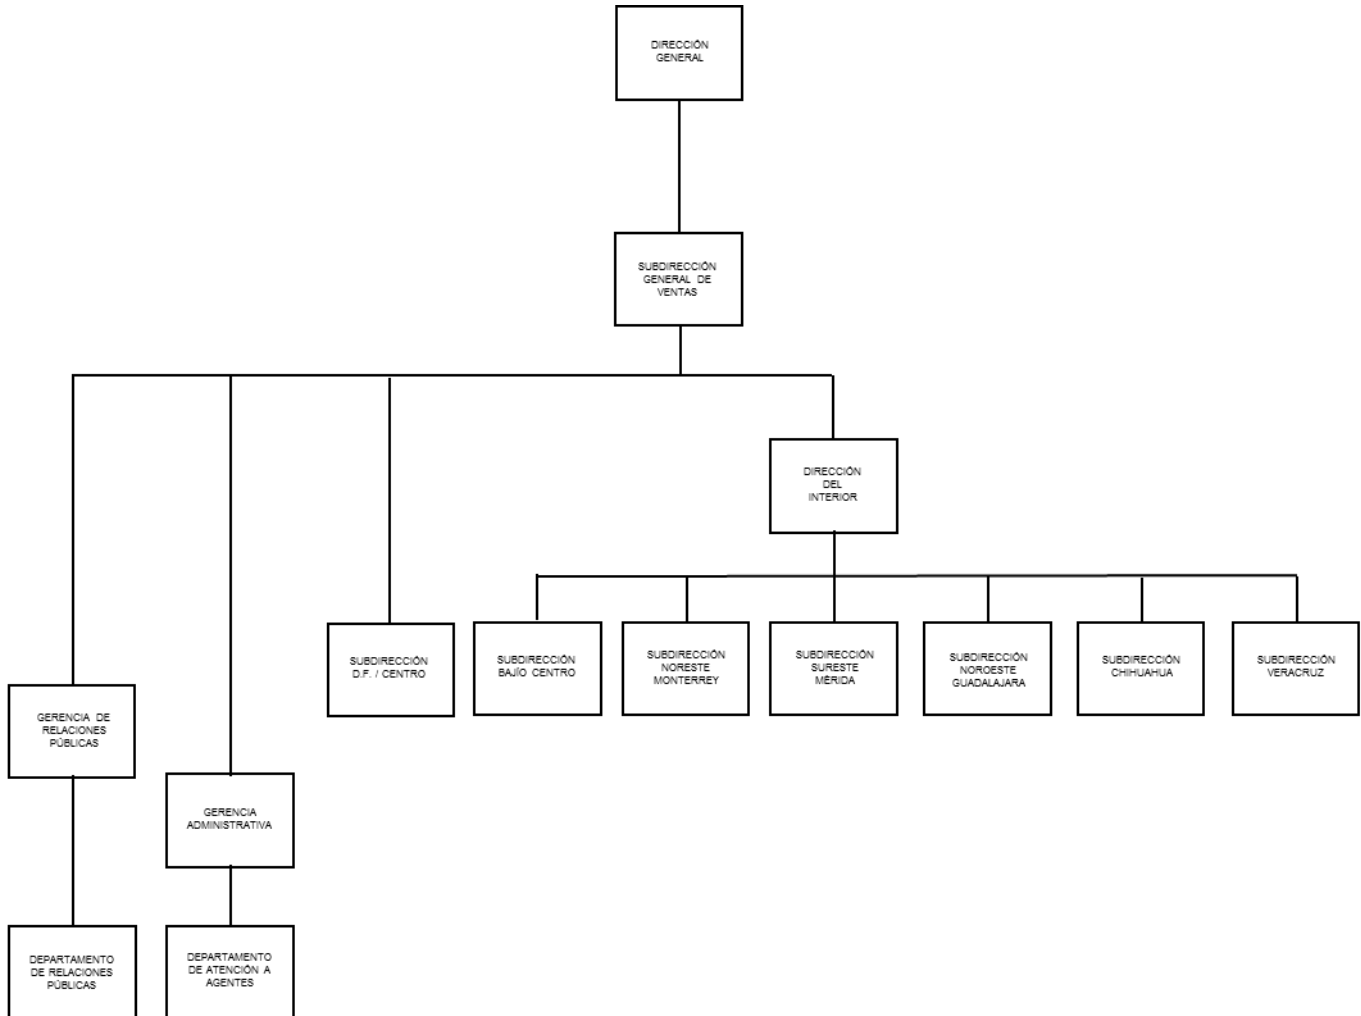 DIRECCIÓN
GENERAL
SUBDIRECCIÓN
GENERAL DE
VENTAS
DIRECCIÓN
DEL
INTERIOR
SUBDIRECCIÓN
D.F. / CENTRO
SUBDIRECCIÓN
BAJÍO CENTRO
SUBDIRECCIÓN
NORESTE
MONTERREY
SUBDIRECCIÓN
SURESTE
MÉRIDA
SUBDIRECCIÓN
NOROESTE
GUADALAJARA
SUBDIRECCIÓN
CHIHUAHUA
SUBDIRECCIÓN
VERACRUZ
GERENCIA DE
RELACIONES
PÚBLICAS
GERENCIA
ADMINISTRATIVA
DEPARTAMENTO
DE RELACIONES
PÚBLICAS
DEPARTAMENTO
DE ATENCIÓN A
AGENTES